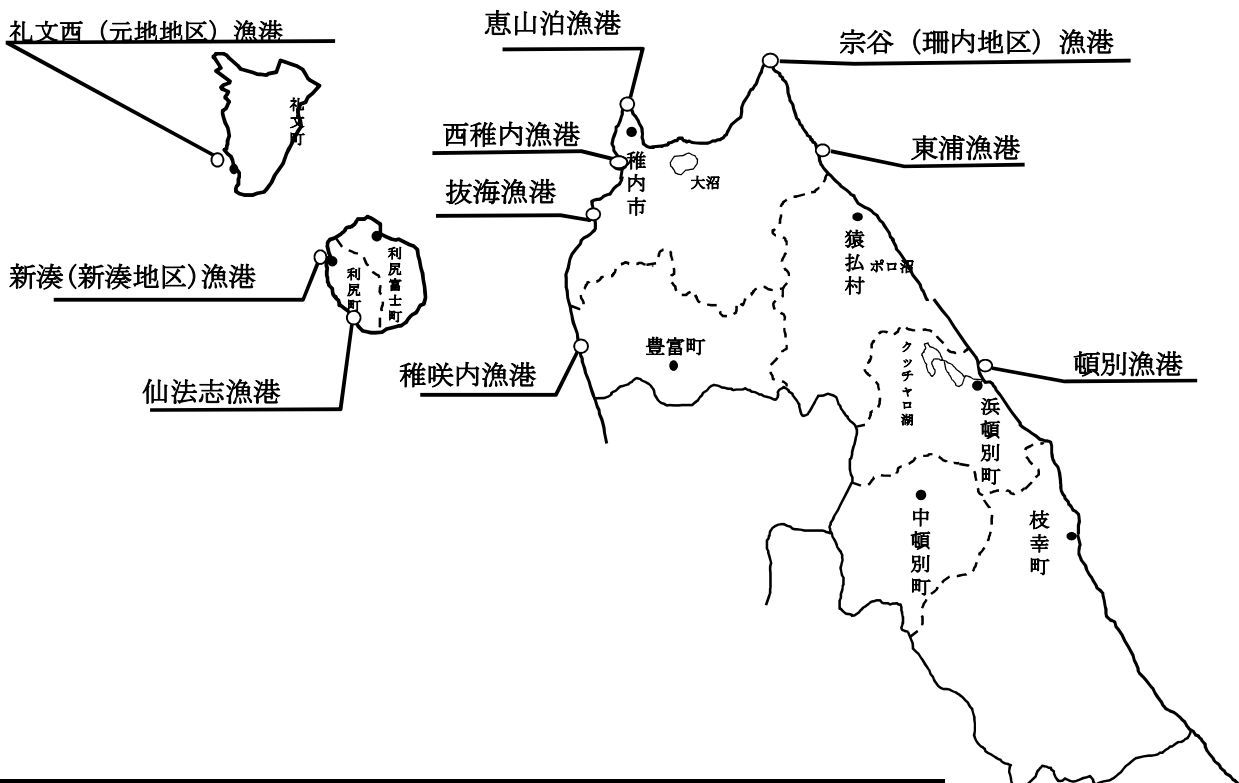 礼文西（元地地区）漁港
恵山泊漁港
宗谷（珊内地区）漁港
礼文町
西稚内漁港
東浦漁港
稚内市
大沼
抜海漁港
猿払村
ポロ沼
新湊(新湊地区)漁港
利尻富士町
利尻町
豊富町
クッチャロ湖
頓別漁港
稚咲内漁港
仙法志漁港
浜頓別町
中頓別町
枝幸町